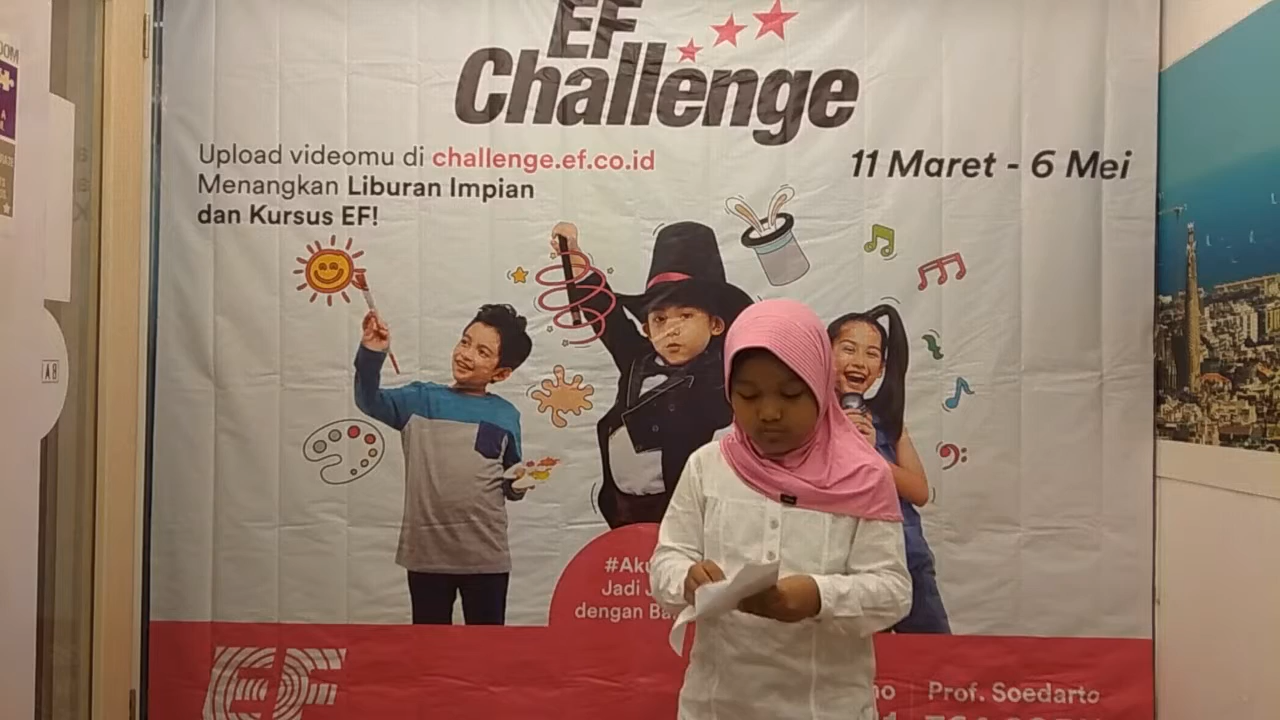 EF
Challenge
Upload videomu di challenge.ef.co.id
Menangkan Liburan Impian
dan Kursus EF!
11 Maret - 6 Mei
Jadi
dengan
EF
Prof. Soedarto